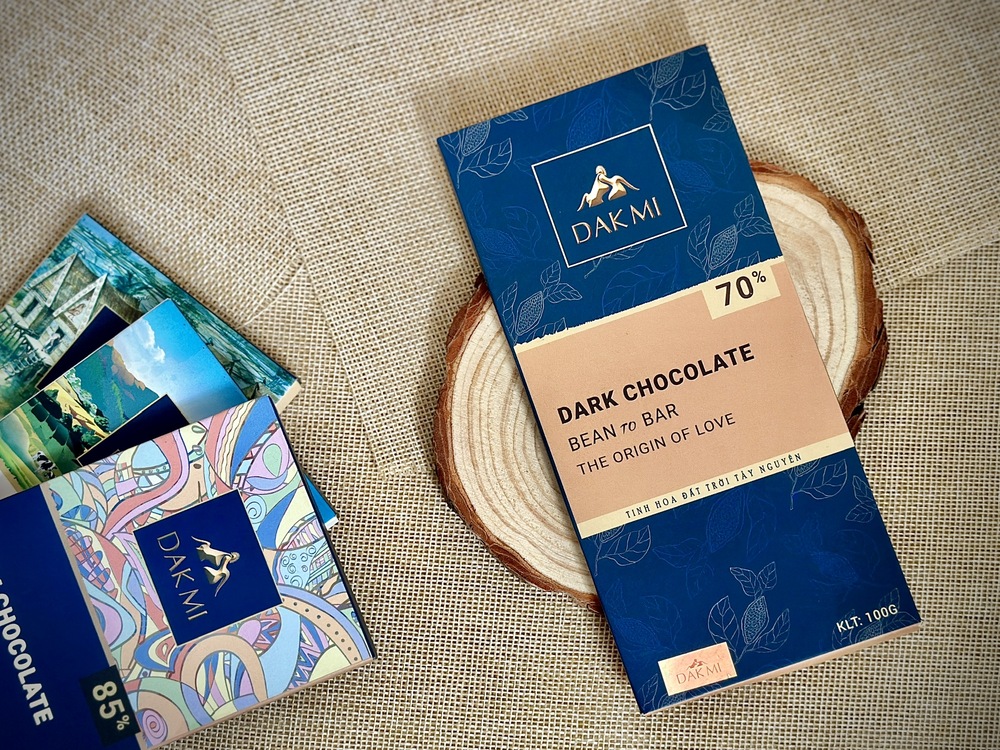 DAK MI
70%
DARK CHOCOLATE
BEAN TO BAR
THE ORIGIN OF LOVE
TINH HOA ĐẤT TRỜI TÂY NGUYÊN
KLT: 100G
DAK MI
DAK MI
CHOCOLATE
85%